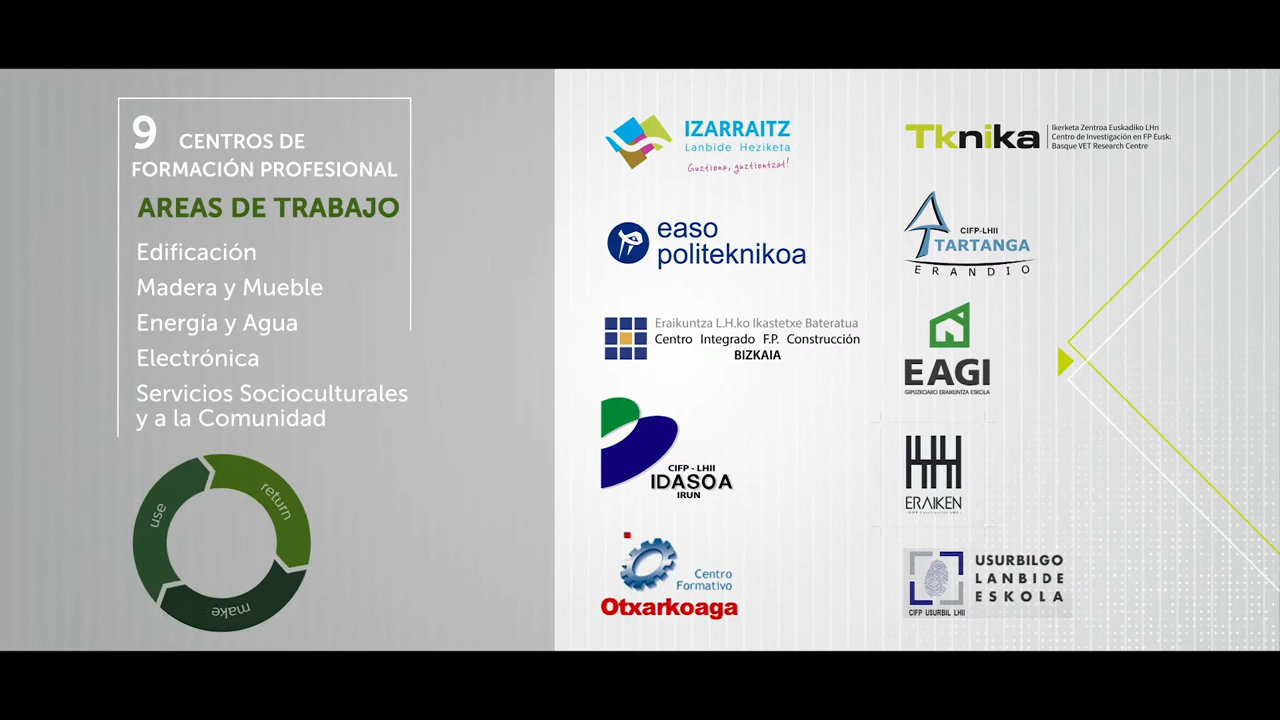 9 CENTROS DE
FORMACIÓN PROFESIONAL
AREAS DE TRABAJO
Edificación
Madera y Mueble
Energía y Agua
Electrónica
Servicios Socioculturales
y a la Comunidad
use
return
make
IZARRAITZ
Lanbide Heziketa
Guztiona, guztiontzat!
easo
politeknikoa
Eraikuntza L.H.ko Ikastetxe Bateratua
Centro Integrado F.P. Construcción
BIZKAIA
CIFP - LHII
IDASOA
IRUN
Centro
Formativo
Otxarkoaga
Tknika
Ikerketa Zentroa Euskadiko LHn
Centro de Investigación en FP Eusk.
Basque VET Research Centre
CIFP-LHII
TARTANGA
ERANDIO
EAGI
GIPUZKOAKO ERAIKUNTZA ESKOLA
ERAIKEN
USURBILGO
LANBIDE
ESKOLA
CIFP USURBIL LHII